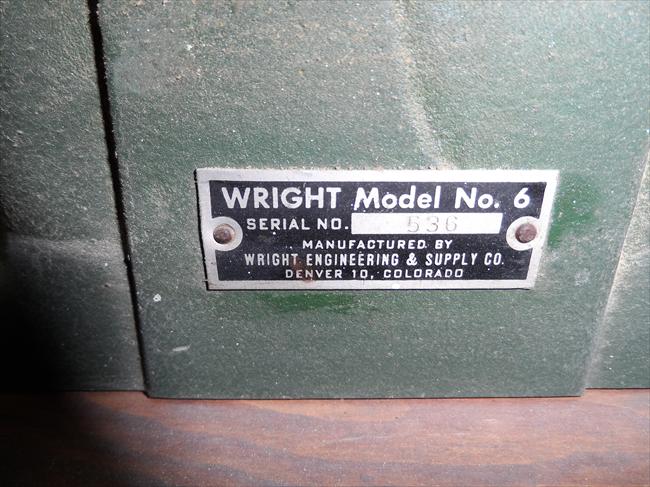 WRIGHT Model No. 6
SERIAL NO. 536
MANUFACTURED BY
WRIGHT ENGINEERING & SUPPLY CO.
DENVER 10, COLORADO